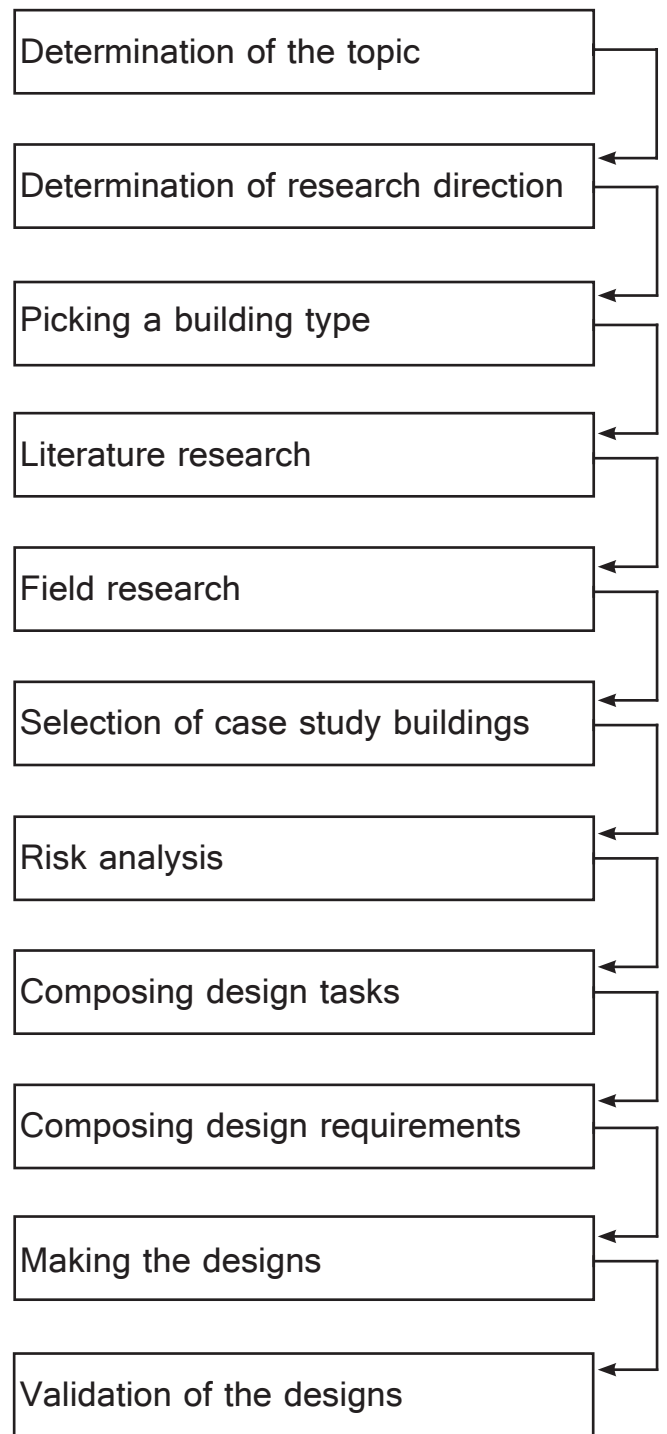 Determination of the topic
Determination of research direction
Picking a building type
Literature research
Field research
Selection of case study buildings
Risk analysis
Composing design tasks
Composing design requirements
Making the designs
Validation of the designs